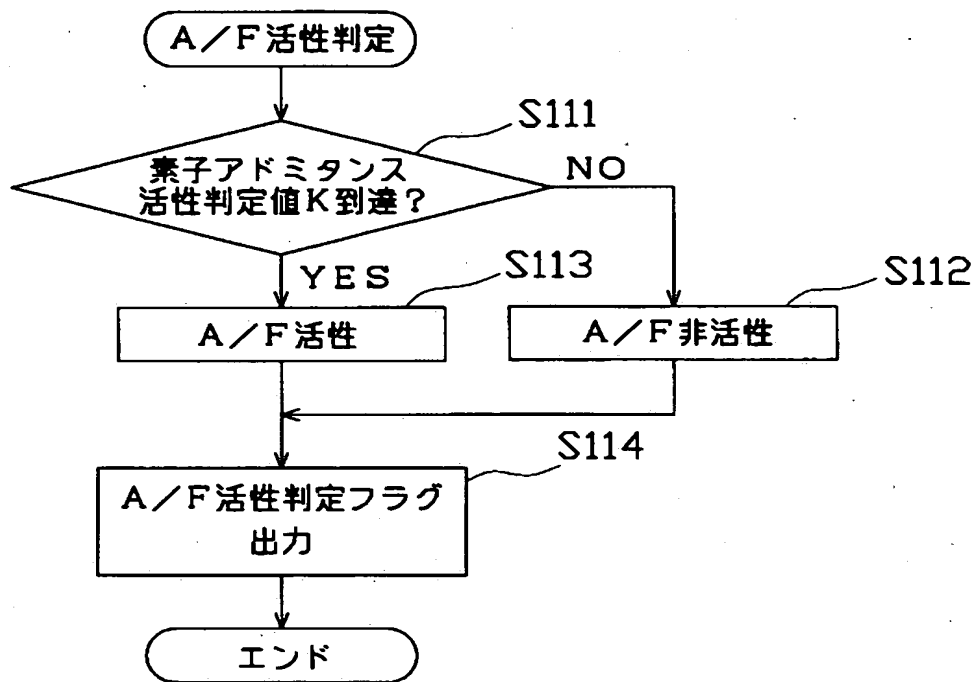 A／F活性判定
S111
素子アドミタンス
活性判定値K到達？
NO
YES
S113
S112
A／F活性
A／F非活性
S114
A／F活性判定フラグ
出力
エンド